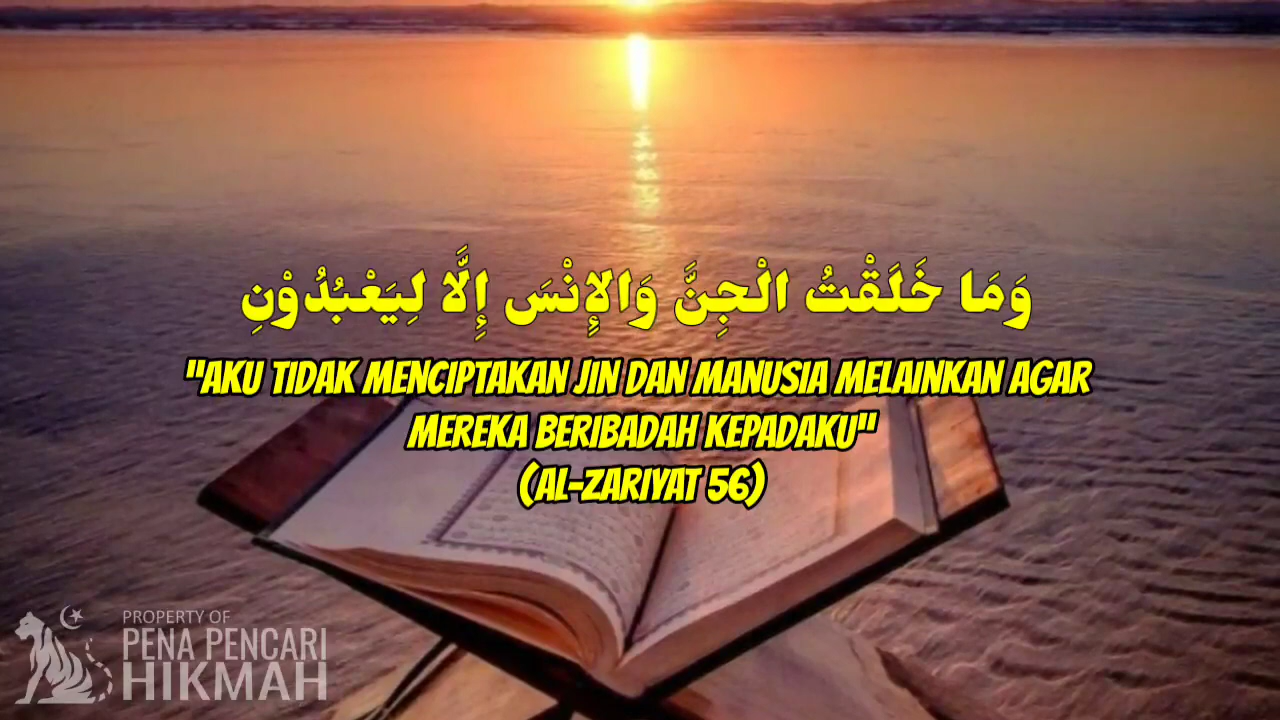 وَمَا خَلَقْتُ الْجِنَّ وَالإِنْسَ إِلَّا لِيَعْبُدُوْنِ
"AKU TIDAK MENCIPTAKAN JIN DAN MANUSIA MELAINKAN AGAR
MEREKA BERIBADAH KEPADAKU"
(AL-ZARIYAT 56)
PROPERTY OF
PENA PENCARI
HIKMAH